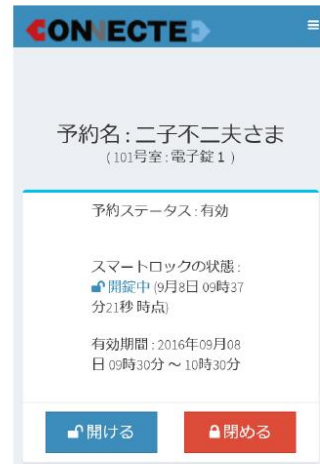 CONNECTED
予約名：二子不二夫さま
(101号室：電子錠１)
予約ステータス：有効
スマートロックの状態：
開錠中 (9月8日 09時37
分21秒 時点)
有効期間：2016年09月08
日 09時30分 ～ 10時30分
開ける
閉める